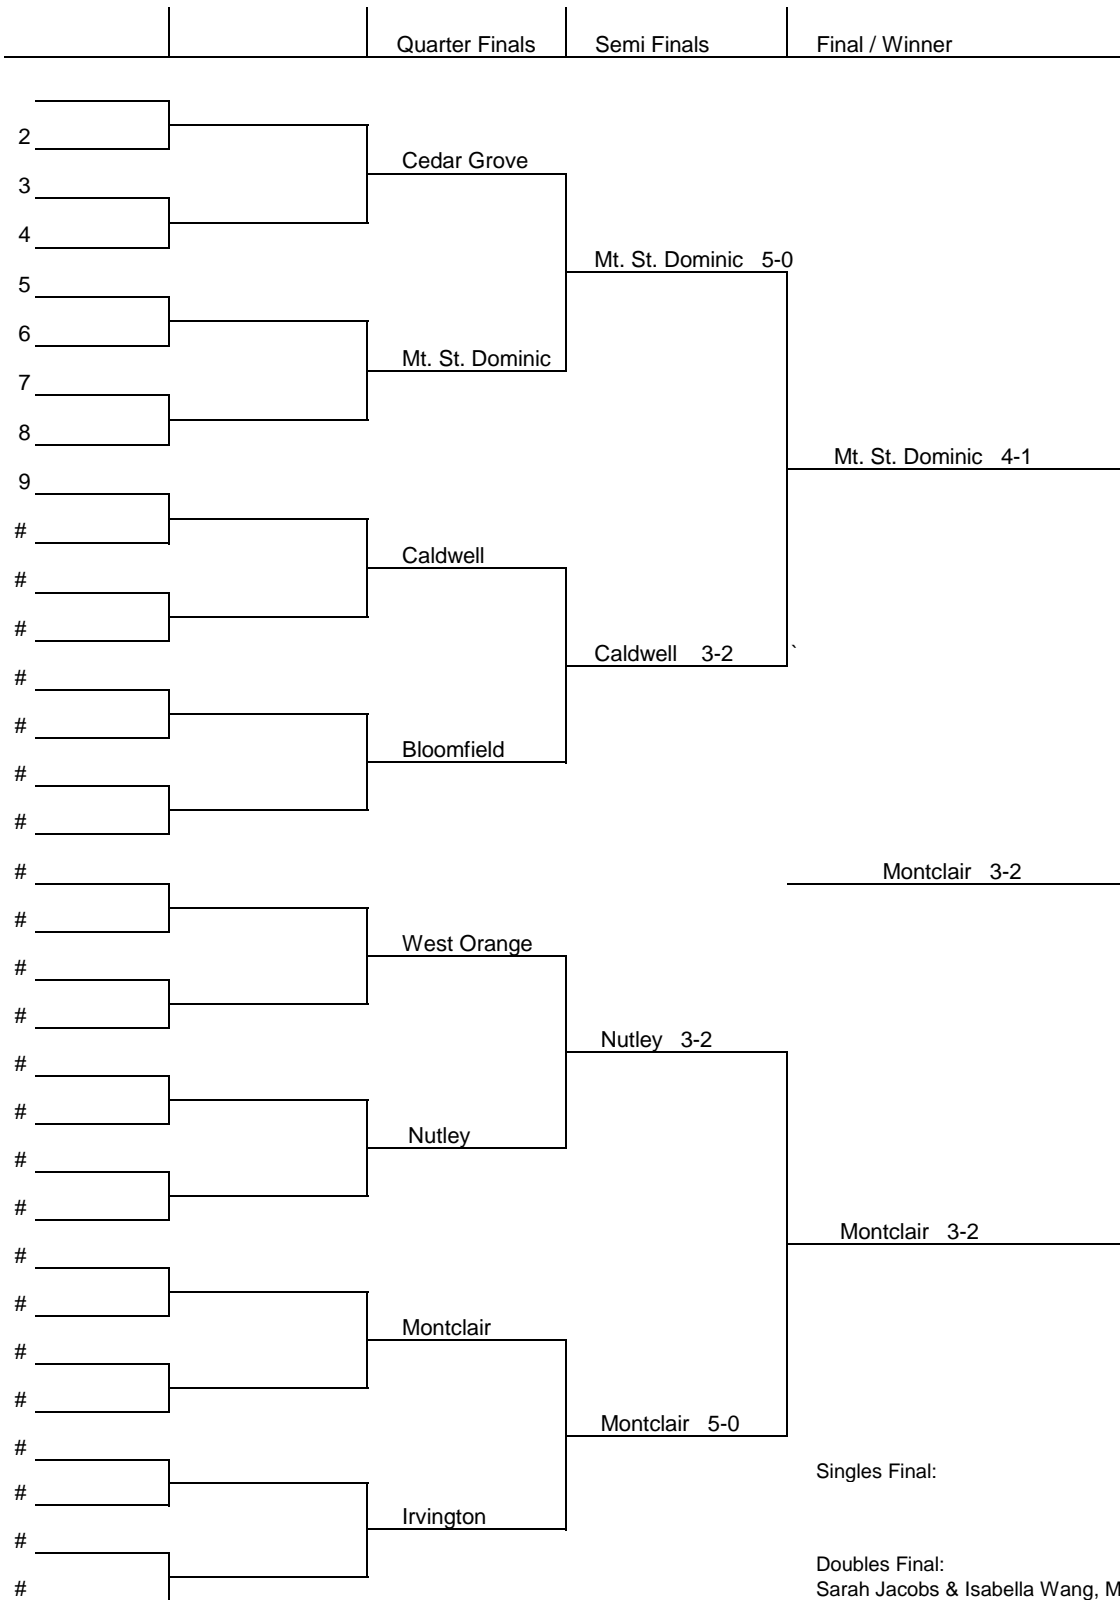 Quarter Finals Semi Finals Final / Winner
2
Cedar Grove
3
4
Mt. St. Dominic 5-0
5
6
Mt. St. Dominic
7
8
Mt. St. Dominic 4-1
9
#
Caldwell
#
#
Caldwell 3-2 `
#
#
Bloomfield
#
#
# Montclair 3-2
#
West Orange
#
#
Nutley 3-2
#
#
Nutley
#
#
Montclair 3-2
#
#
Montclair
#
#
Montclair 5-0
#
Singles Final:
#
Irvington
#
Doubles Final:
# Sarah Jacobs & Isabella Wang, M